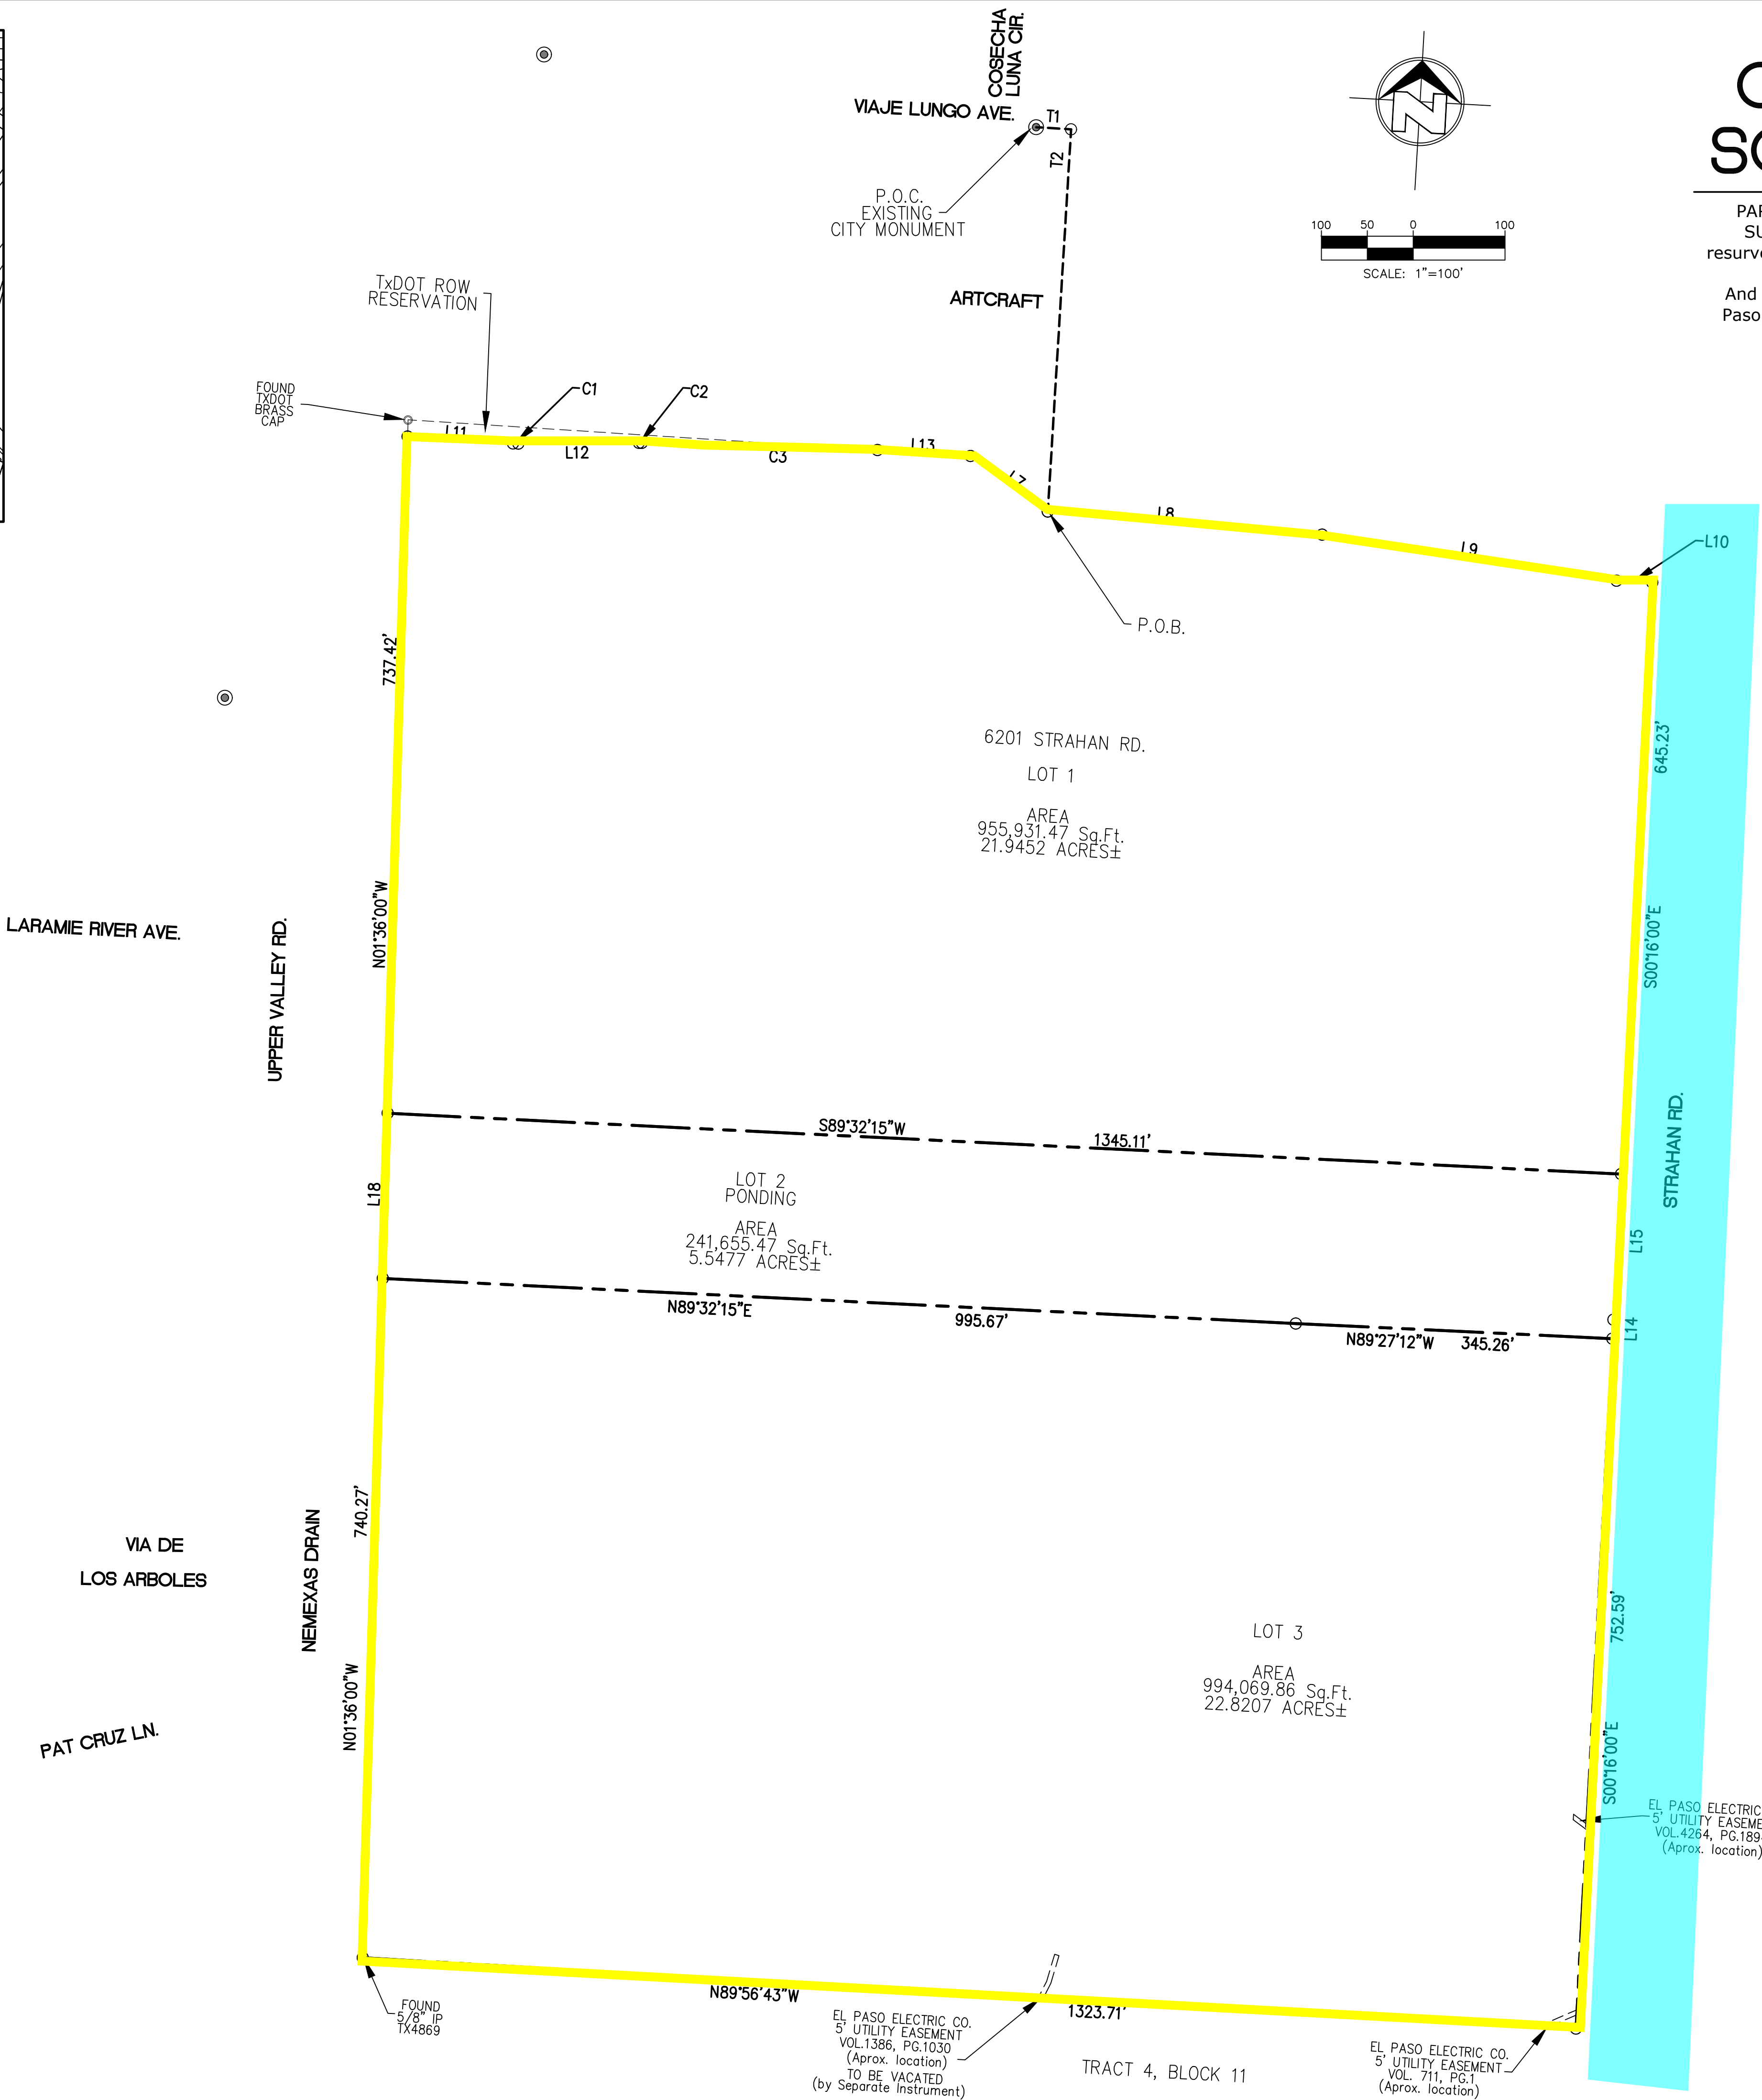 COSECHA
LUNA CIR.
VIAJE LUNGO AVE.
T1
T2
P.O.C.
EXISTING
CITY MONUMENT
100 50 0 100
SCALE: 1"=100'
PAR
SU
resurve
And
Paso
TxDOT ROW
RESERVATION
ARTCRAFT
FOUND
TXDOT
BRASS
CAP
C1
C2
L11
L12
C3
L13
L7
L8
L9
L10
P.O.B.
737.42'
N01°36'00"W
645.23'
S00°16'00"E
6201 STRAHAN RD.
LOT 1
AREA
955,931.47 Sq.Ft.
21.9452 ACRES±
LARAMIE RIVER AVE.
UPPER VALLEY RD.
STRAHAN RD.
S89°32'15"W 1345.11'
L18
LOT 2
PONDING
AREA
241,655.47 Sq.Ft.
5.5477 ACRES±
L15
L14
N89°32'15"E 995.67'
N89°27'12"W 345.26'
740.27'
N01°36'00"W
NEMEXAS DRAIN
VIA DE
LOS ARBOLES
PAT CRUZ LN.
752.59'
S00°16'00"E
LOT 3
AREA
994,069.86 Sq.Ft.
22.8207 ACRES±
EL PASO ELECTRIC
5' UTILITY EASEME
VOL.4264, PG.189
(Aprox. location)
FOUND
5/8" IP
TX4869
N89°56'43"W 1323.71'
EL PASO ELECTRIC CO.
5' UTILITY EASEMENT
VOL.1386, PG.1030
(Aprox. location)
TO BE VACATED
(by Separate Instrument)
TRACT 4, BLOCK 11
EL PASO ELECTRIC CO.
5' UTILITY EASEMENT
VOL. 711, PG.1
(Aprox. location)